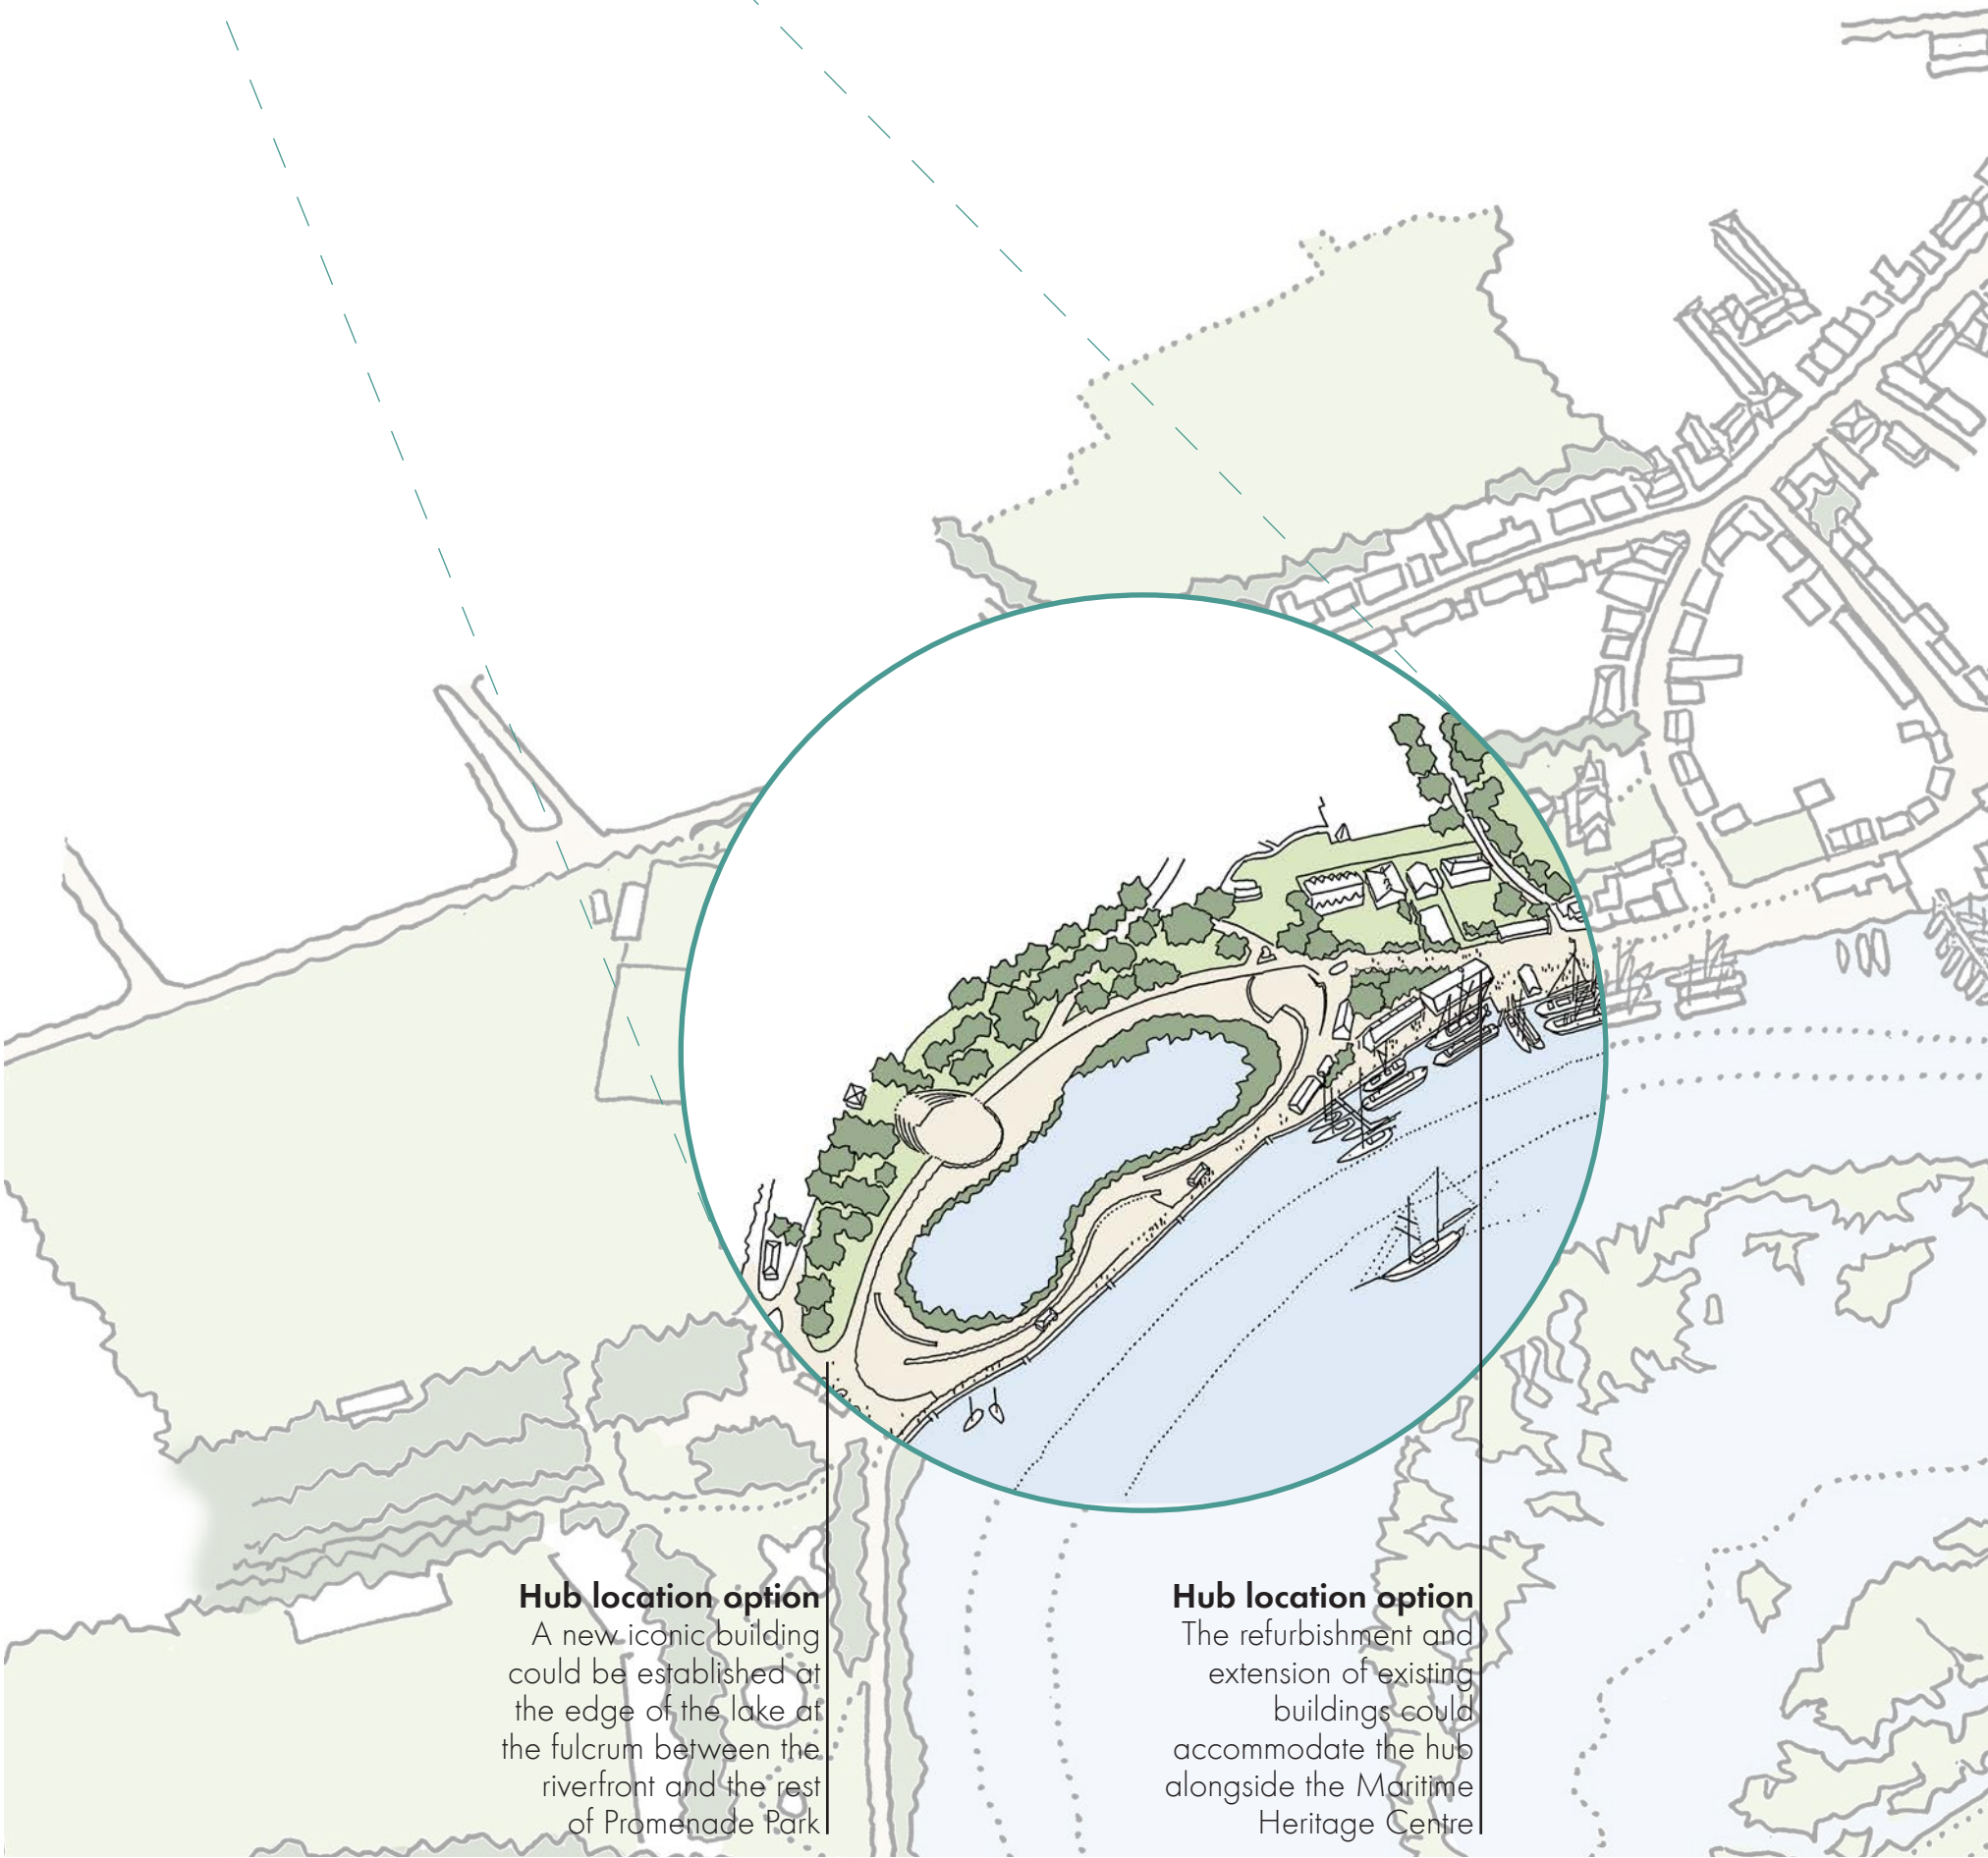 Hub location option
A new iconic building
could be established at
the edge of the lake at
the fulcrum between the
riverfront and the rest
of Promenade Park
Hub location option
The refurbishment and
extension of existing
buildings could
accommodate the hub
alongside the Maritime
Heritage Centre